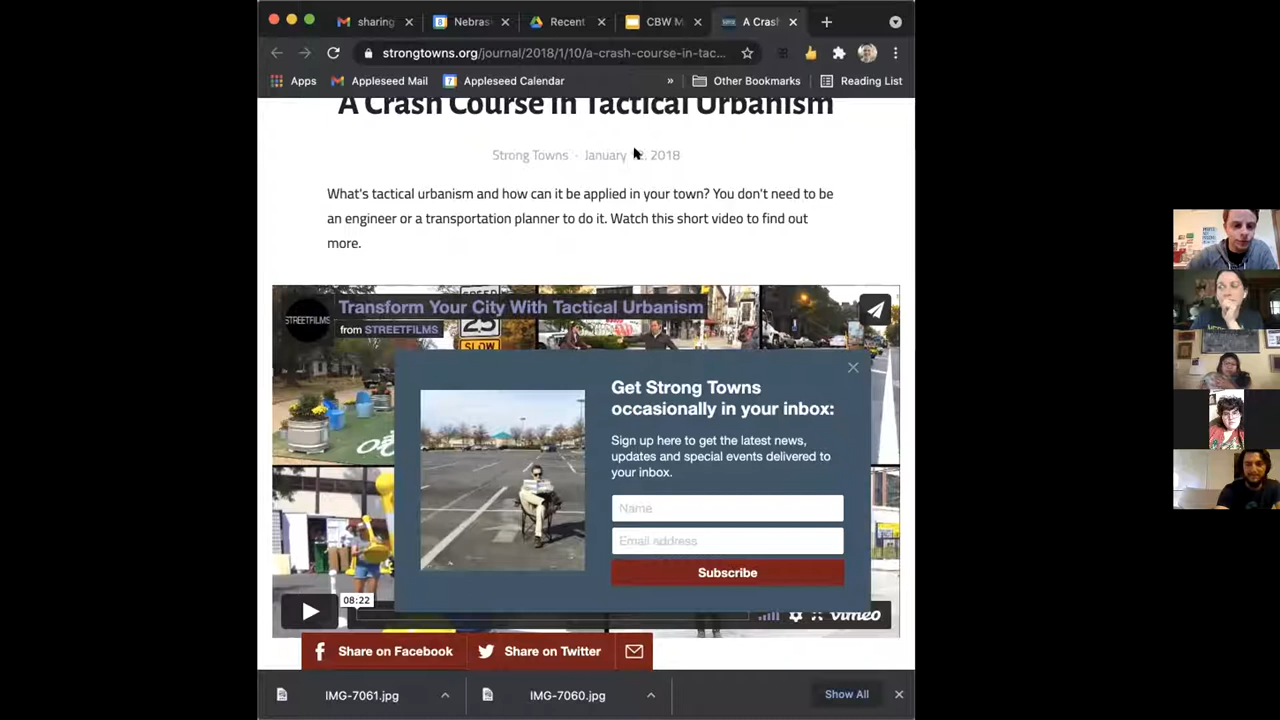 sharing
Nebras
Recent
CBW M
A Crash
strongtowns.org/journal/2018/1/10/a-crash-course-in-tac...
Apps
Appleseed Mail
Appleseed Calendar
»
Other Bookmarks
Reading List
A Crash Course in Tactical Urbanism
Strong Towns · January 2018
What's tactical urbanism and how can it be applied in your town? You don't need to be
an engineer or a transportation planner to do it. Watch this short video to find out
more.
STREETFILMS
Transform Your City With Tactical Urbanism
from STREETFILMS
SPEED
25
SLOW
Get Strong Towns
occasionally in your inbox:
Sign up here to get the latest news,
updates and special events delivered to
your inbox.
Name
Email address
Subscribe
08:22
vimeo
Share on Facebook
Share on Twitter
IMG-7061.jpg
IMG-7060.jpg
Show All